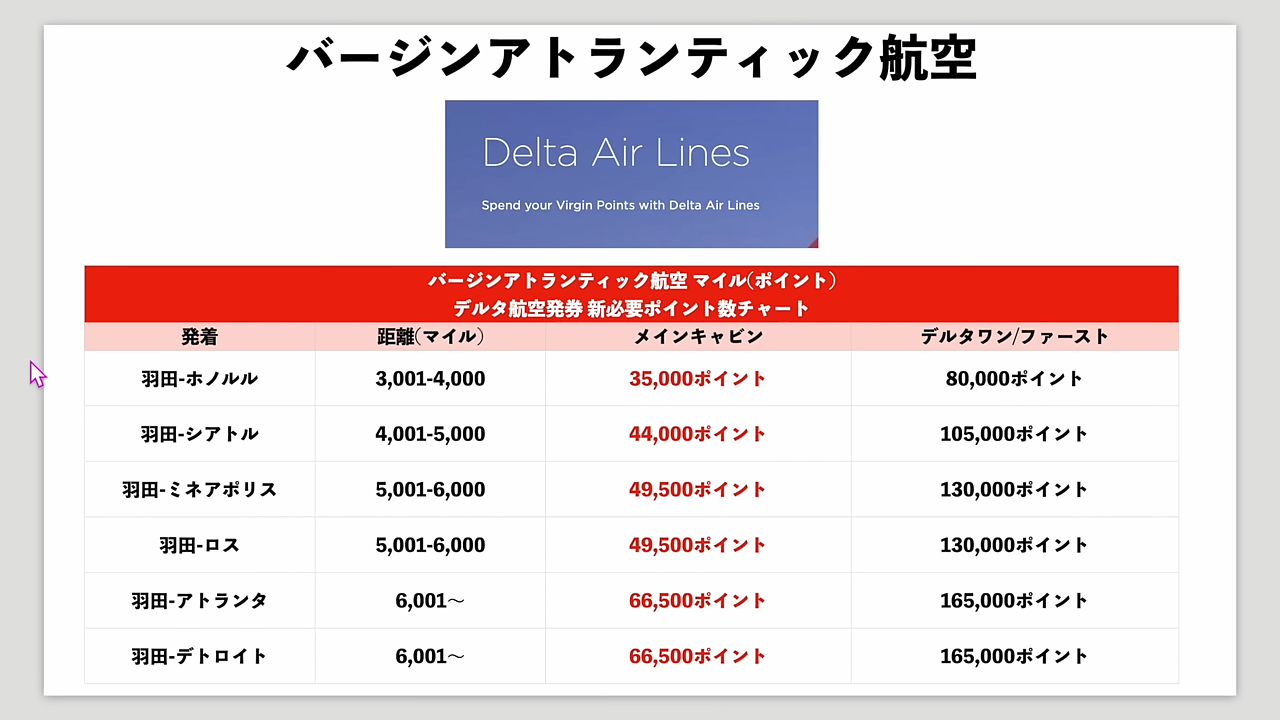 バージンアトランティック航空
Delta Air Lines
Spend your Virgin Points with Delta Air Lines
バージンアトランティック航空 マイル(ポイント)
デルタ航空発券 新必要ポイント数チャート
発着 距離(マイル) メインキャビン デルタワン/ファースト
羽田-ホノルル 3,001-4,000 35,000ポイント 80,000ポイント
羽田-シアトル 4,001-5,000 44,000ポイント 105,000ポイント
羽田-ミネアポリス 5,001-6,000 49,500ポイント 130,000ポイント
羽田-ロス 5,001-6,000 49,500ポイント 130,000ポイント
羽田-アトランタ 6,001〜 66,500ポイント 165,000ポイント
羽田-デトロイト 6,001〜 66,500ポイント 165,000ポイント